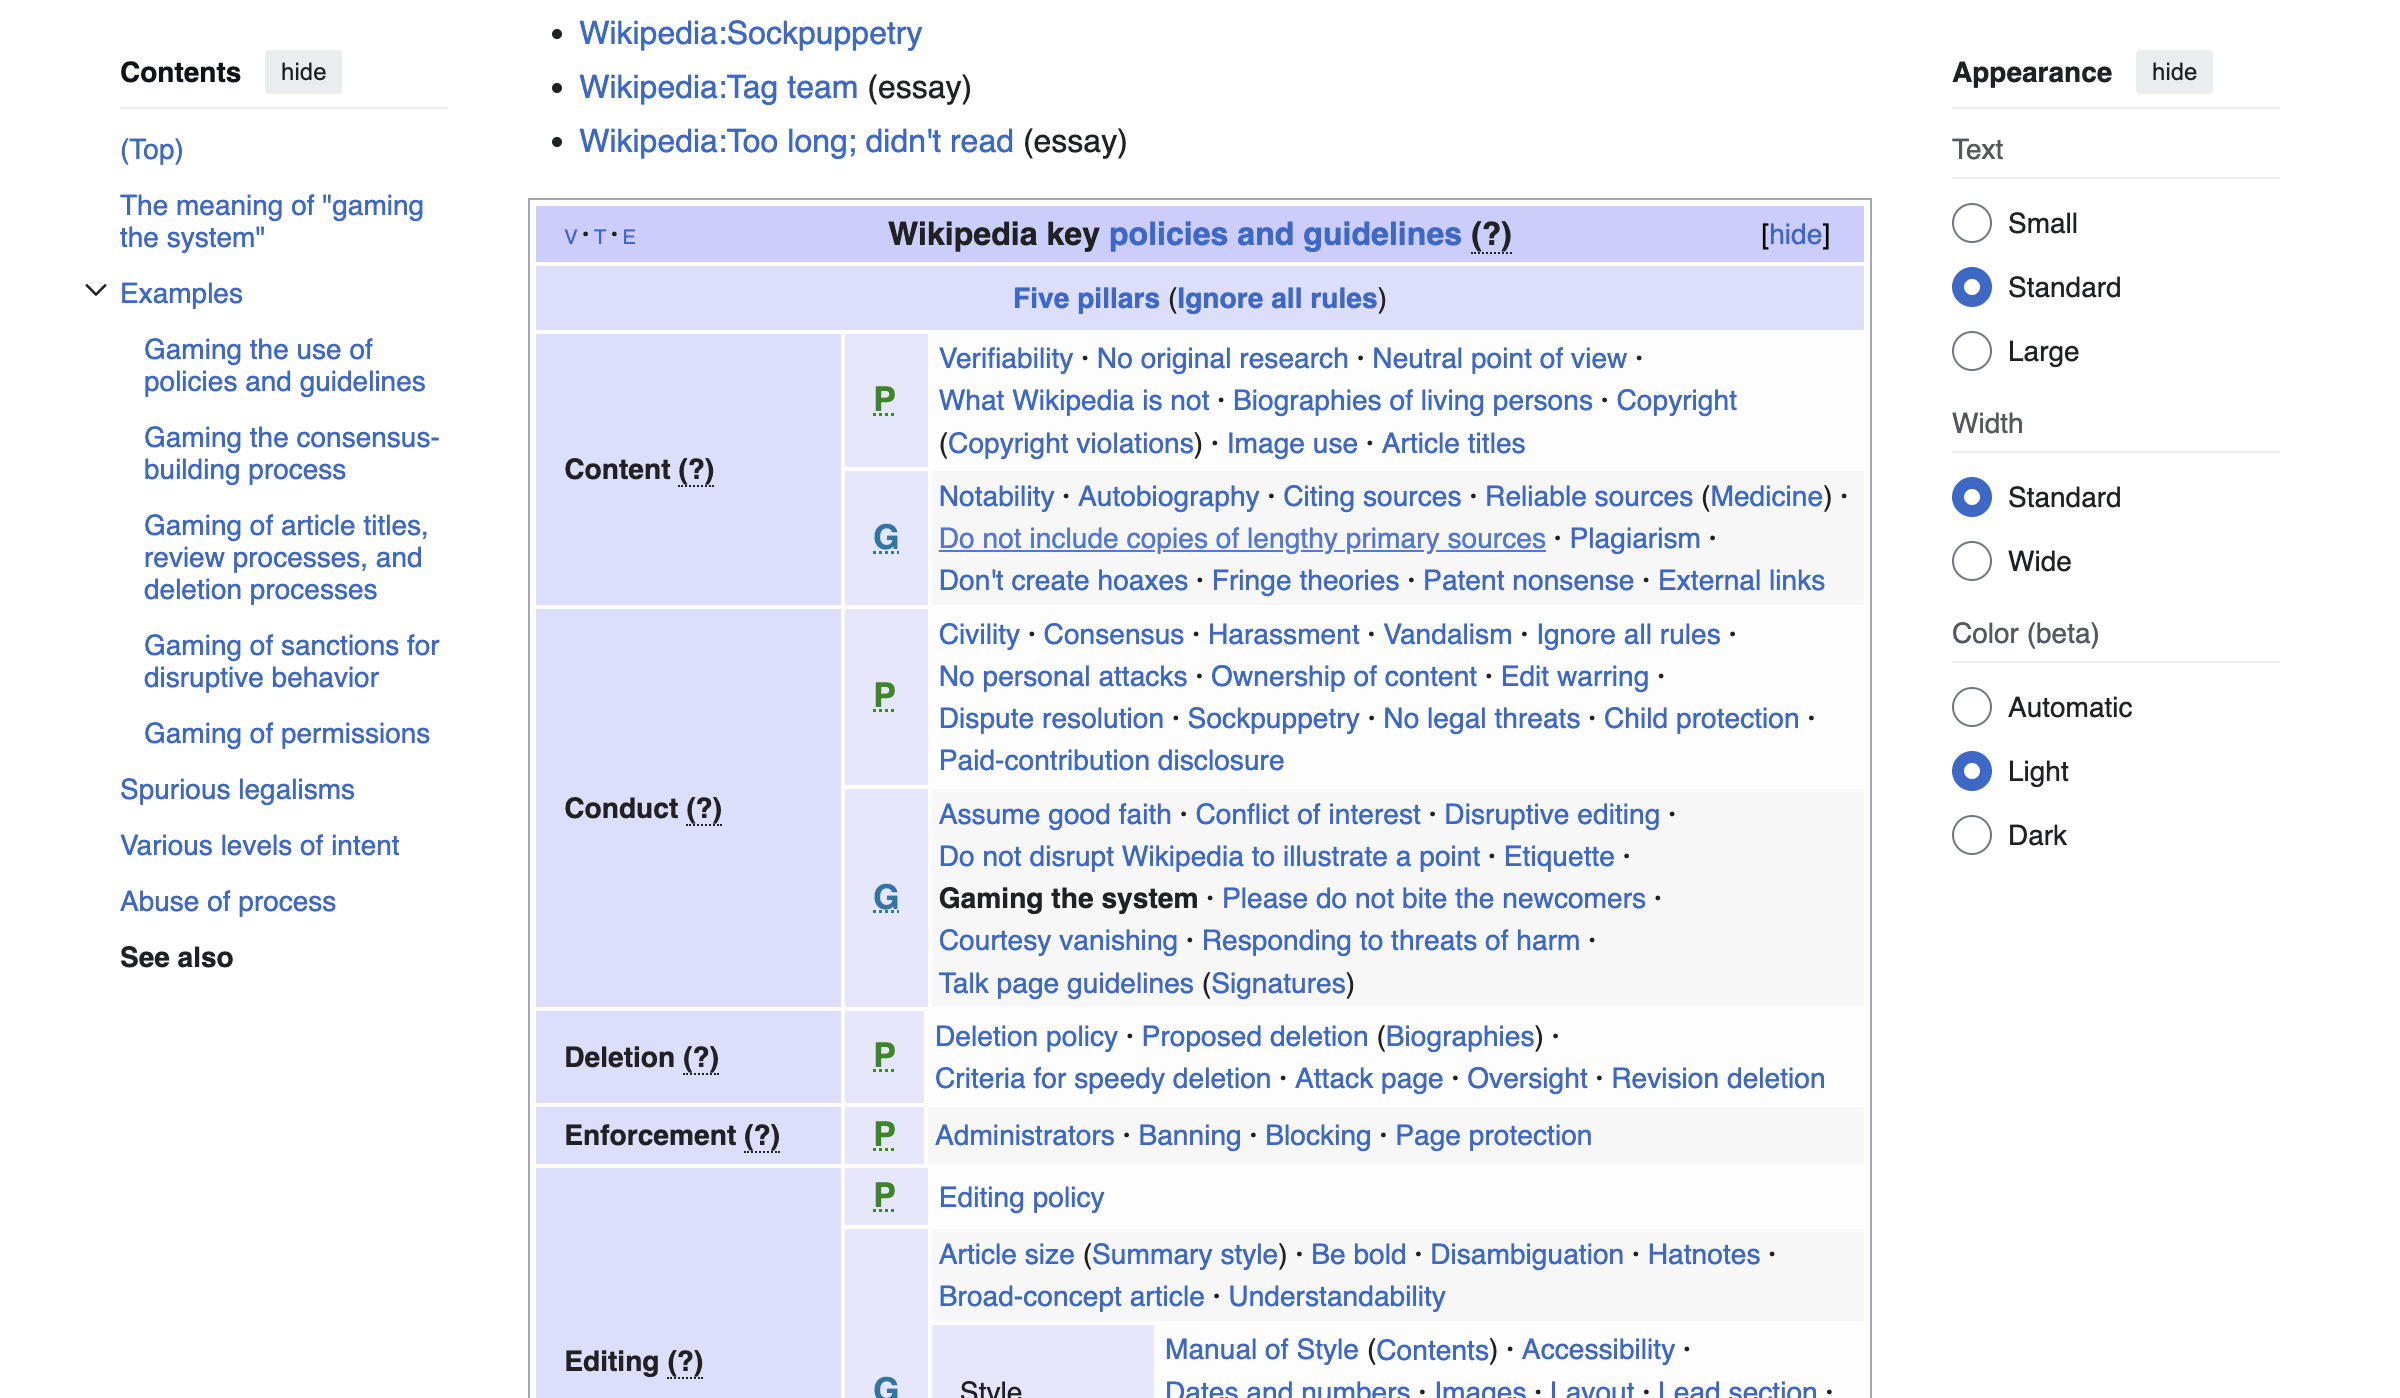 Contents hide
(Top)
The meaning of "gaming
the system"
Examples
Gaming the use of
policies and guidelines
Gaming the consensus-
building process
Gaming of article titles,
review processes, and
deletion processes
Gaming of sanctions for
disruptive behavior
Gaming of permissions
Spurious legalisms
Various levels of intent
Abuse of process
See also
• Wikipedia:Sockpuppetry
• Wikipedia:Tag team (essay)
• Wikipedia:Too long; didn't read (essay)
V · T · E Wikipedia key policies and guidelines (?) [hide]
Five pillars (Ignore all rules)
Content (?)
P
Verifiability · No original research · Neutral point of view ·
What Wikipedia is not · Biographies of living persons · Copyright
(Copyright violations) · Image use · Article titles
G
Notability · Autobiography · Citing sources · Reliable sources (Medicine) ·
Do not include copies of lengthy primary sources · Plagiarism ·
Don't create hoaxes · Fringe theories · Patent nonsense · External links
Conduct (?)
P
Civility · Consensus · Harassment · Vandalism · Ignore all rules ·
No personal attacks · Ownership of content · Edit warring ·
Dispute resolution · Sockpuppetry · No legal threats · Child protection ·
Paid-contribution disclosure
G
Assume good faith · Conflict of interest · Disruptive editing ·
Do not disrupt Wikipedia to illustrate a point · Etiquette ·
Gaming the system · Please do not bite the newcomers ·
Courtesy vanishing · Responding to threats of harm ·
Talk page guidelines (Signatures)
Deletion (?)
P
Deletion policy · Proposed deletion (Biographies) ·
Criteria for speedy deletion · Attack page · Oversight · Revision deletion
Enforcement (?)
P
Administrators · Banning · Blocking · Page protection
Editing (?)
P
Editing policy
G
Article size (Summary style) · Be bold · Disambiguation · Hatnotes ·
Broad-concept article · Understandability
Style
Manual of Style (Contents) · Accessibility ·
Dates and numbers · Images · Layout · Lead section ·
Appearance hide
Text
Small
Standard
Large
Width
Standard
Wide
Color (beta)
Automatic
Light
Dark